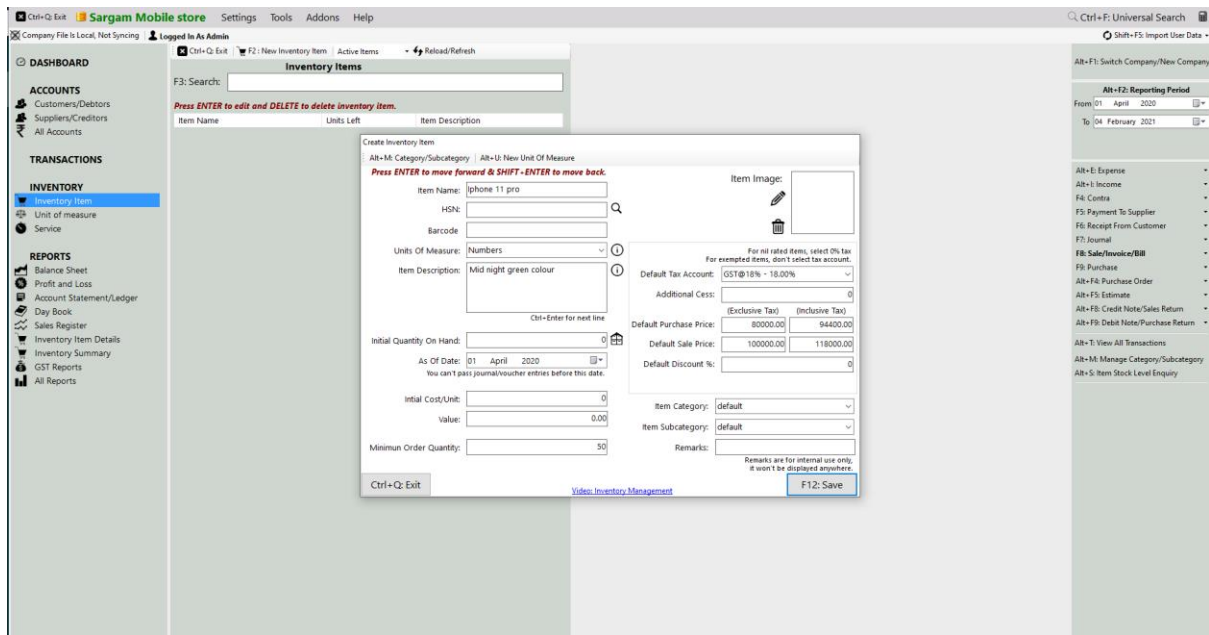 Ctrl+Q: Exit Sargam Mobile store Settings Tools Addons Help Ctrl+F: Universal Search
Company File Is Local, Not Syncing Logged In As Admin Shift+F5: Import User Data
DASHBOARD
ACCOUNTS
Customers/Debtors
Suppliers/Creditors
All Accounts
TRANSACTIONS
INVENTORY
Inventory Item
Unit of measure
Service
REPORTS
Balance Sheet
Profit and Loss
Account Statement/Ledger
Day Book
Sales Register
Inventory Item Details
Inventory Summary
GST Reports
All Reports
Ctrl+Q: Exit F2 : New Inventory Item Active Items Reload/Refresh
Inventory Items
F3: Search:
Press ENTER to edit and DELETE to delete inventory item.
Item Name Units Left Item Description
Create Inventory Item
Alt+M: Category/Subcategory Alt+U: New Unit Of Measure
Press ENTER to move forward & SHIFT+ENTER to move back.
Item Name: Iphone 11 pro
HSN:
Barcode
Units Of Measure: Numbers
Item Description: Mid night green colour
Ctrl+Enter for next line
Initial Quantity On Hand: 0
As Of Date: 01 April 2020
You can't pass journal/voucher entries before this date.
Intial Cost/Unit: 0
Value: 0.00
Minimun Order Quantity: 50
Item Image:
For nil rated items, select 0% tax
For exempted items, don't select tax account.
Default Tax Account: GST@18% - 18.00%
Additional Cess: 0
(Exclusive Tax) (Inclusive Tax)
Default Purchase Price: 80000.00 94400.00
Default Sale Price: 100000.00 118000.00
Default Discount %: 0
Item Category: default
Item Subcategory: default
Remarks:
Remarks are for internal use only,
it won't be displayed anywhere.
Ctrl+Q: Exit Video: Inventory Management F12: Save
Alt+F1: Switch Company/New Company
Alt+F2: Reporting Period
From 01 April 2020
To 04 February 2021
Alt+E: Expense
Alt+I: Income
F4: Contra
F5: Payment To Supplier
F6: Receipt From Customer
F7: Journal
F8: Sale/Invoice/Bill
F9: Purchase
Alt+F4: Purchase Order
Alt+F5: Estimate
Alt+F8: Credit Note/Sales Return
Alt+F9: Debit Note/Purchase Return
Alt+T: View All Transactions
Alt+M: Manage Category/Subcategory
Alt+S: Item Stock Level Enquiry